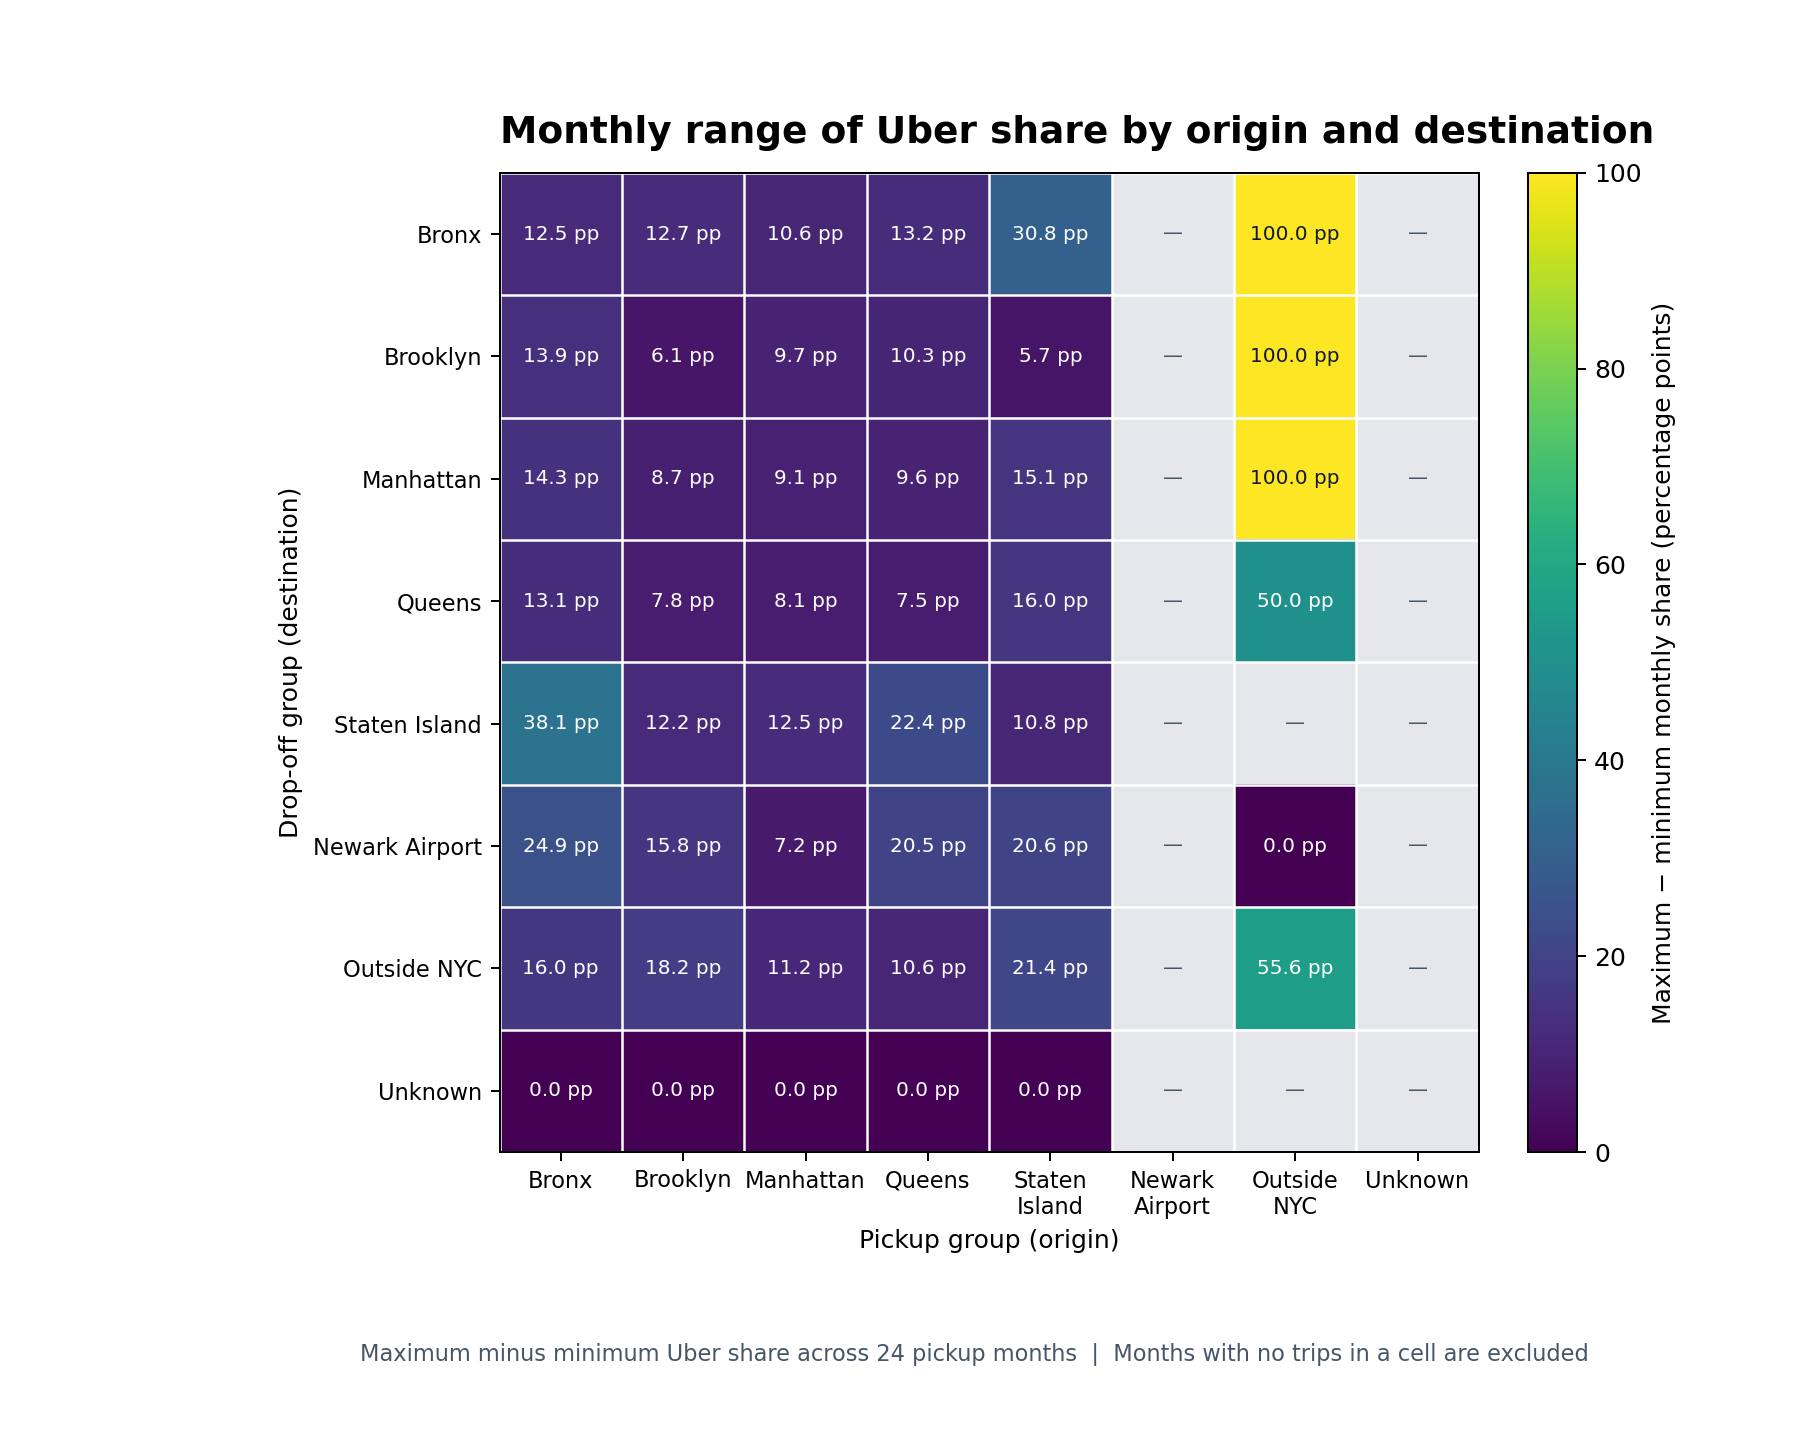 Monthly range of Uber share by origin and destination
Bronx 12.5 pp 12.7 pp 10.6 pp 13.2 pp 30.8 pp — 100.0 pp —
Brooklyn 13.9 pp 6.1 pp 9.7 pp 10.3 pp 5.7 pp — 100.0 pp —
Manhattan 14.3 pp 8.7 pp 9.1 pp 9.6 pp 15.1 pp — 100.0 pp —
Queens 13.1 pp 7.8 pp 8.1 pp 7.5 pp 16.0 pp — 50.0 pp —
Staten Island 38.1 pp 12.2 pp 12.5 pp 22.4 pp 10.8 pp — — —
Newark Airport 24.9 pp 15.8 pp 7.2 pp 20.5 pp 20.6 pp — 0.0 pp —
Outside NYC 16.0 pp 18.2 pp 11.2 pp 10.6 pp 21.4 pp — 55.6 pp —
Unknown 0.0 pp 0.0 pp 0.0 pp 0.0 pp 0.0 pp — — —
Drop-off group (destination)
Bronx Brooklyn Manhattan Queens Staten Newark Outside Unknown
Island Airport NYC
Pickup group (origin)
100
80
60
40
20
0
Maximum − minimum monthly share (percentage points)
Maximum minus minimum Uber share across 24 pickup months | Months with no trips in a cell are excluded